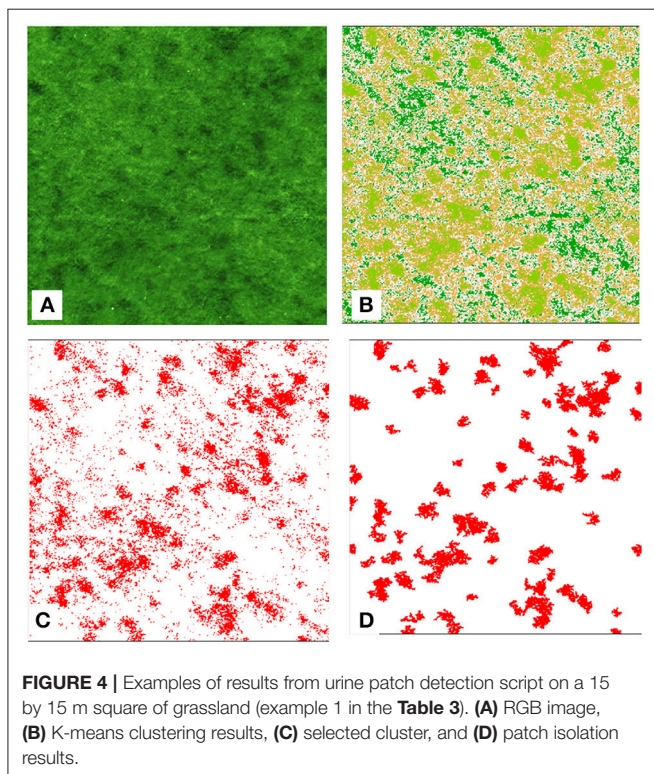 A
B
C
D
FIGURE 4 | Examples of results from urine patch detection script on a 15
by 15 m square of grassland (example 1 in the Table 3). (A) RGB image,
(B) K-means clustering results, (C) selected cluster, and (D) patch isolation
results.